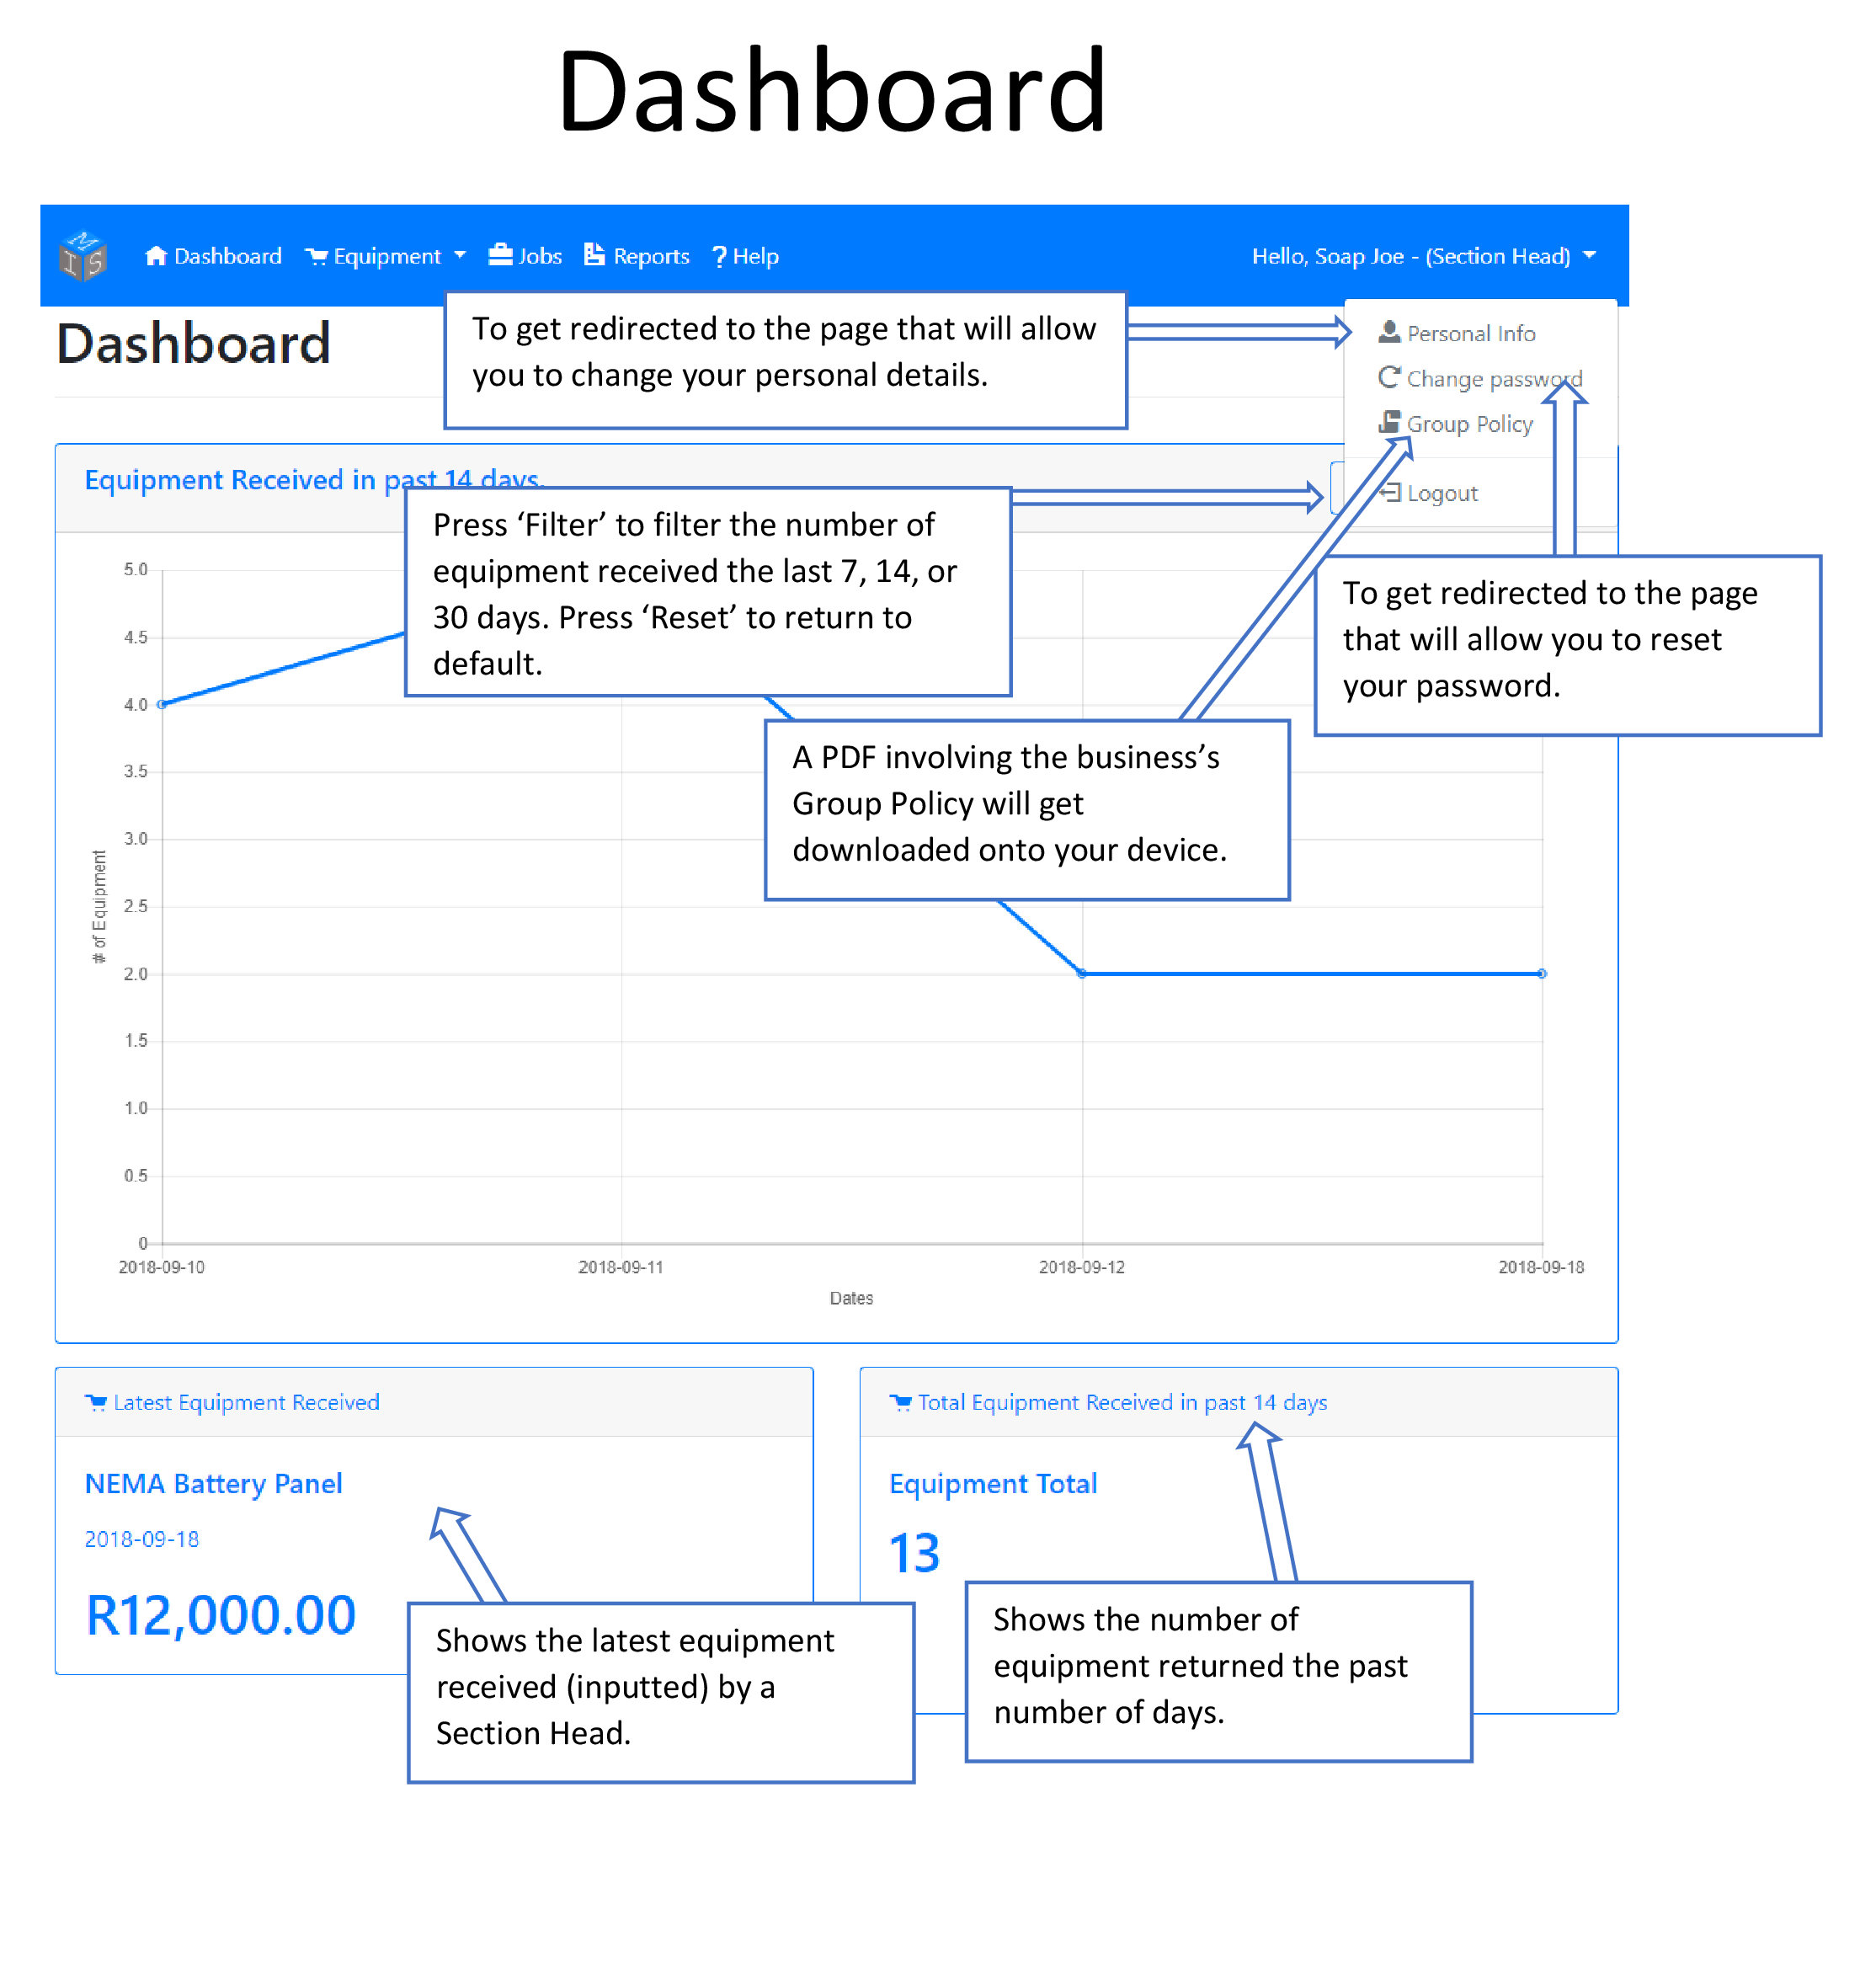 Dashboard
MIS
Dashboard Equipment Jobs Reports ? Help
Hello, Soap Joe - (Section Head)
Dashboard
To get redirected to the page that will allow
you to change your personal details.
Personal Info
Change password
Group Policy
Logout
Equipment Received in past 14 days.
Press ‘Filter’ to filter the number of
equipment received the last 7, 14, or
30 days. Press ‘Reset’ to return to
default.
To get redirected to the page
that will allow you to reset
your password.
A PDF involving the business’s
Group Policy will get
downloaded onto your device.
# of Equipment
5.0
4.5
4.0
3.5
3.0
2.5
2.0
1.5
1.0
0.5
0
2018-09-10 2018-09-11 2018-09-12 2018-09-18
Dates
Latest Equipment Received
NEMA Battery Panel
2018-09-18
R12,000.00
Shows the latest equipment
received (inputted) by a
Section Head.
Total Equipment Received in past 14 days
Equipment Total
13
Shows the number of
equipment returned the past
number of days.